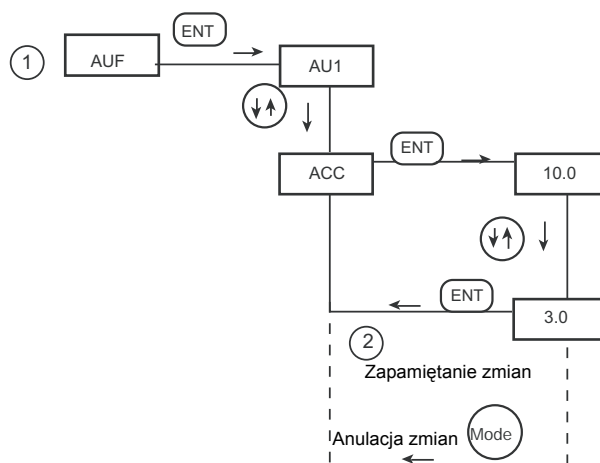 ENT
1
AUF
AU1
ENT
ACC
10.0
ENT
3.0
2
Zapamiętanie zmian
Anulacja zmian
Mode